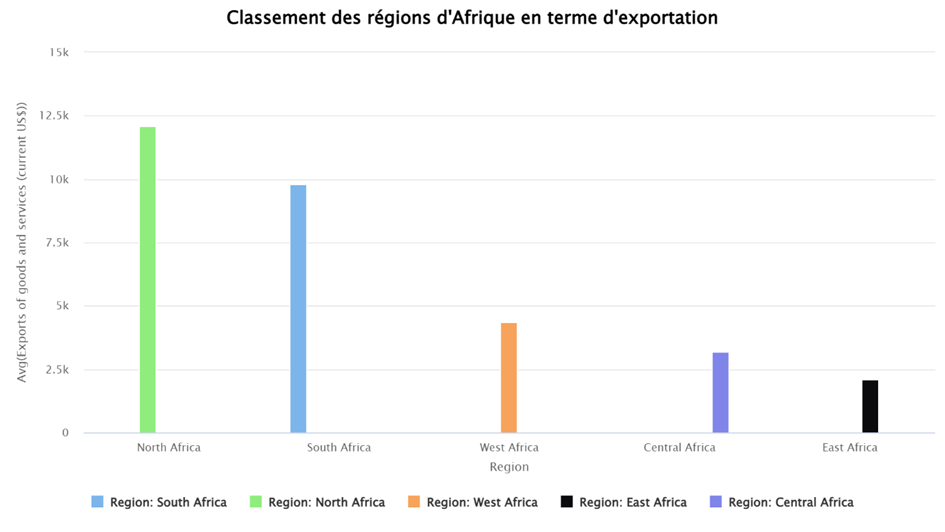 Classement des régions d'Afrique en terme d'exportation
Avg(Exports of goods and services (current US$))
15k
12.5k
10k
7.5k
5k
2.5k
0
North Africa South Africa West Africa Central Africa East Africa
Region
Region: South Africa Region: North Africa Region: West Africa Region: East Africa Region: Central Africa